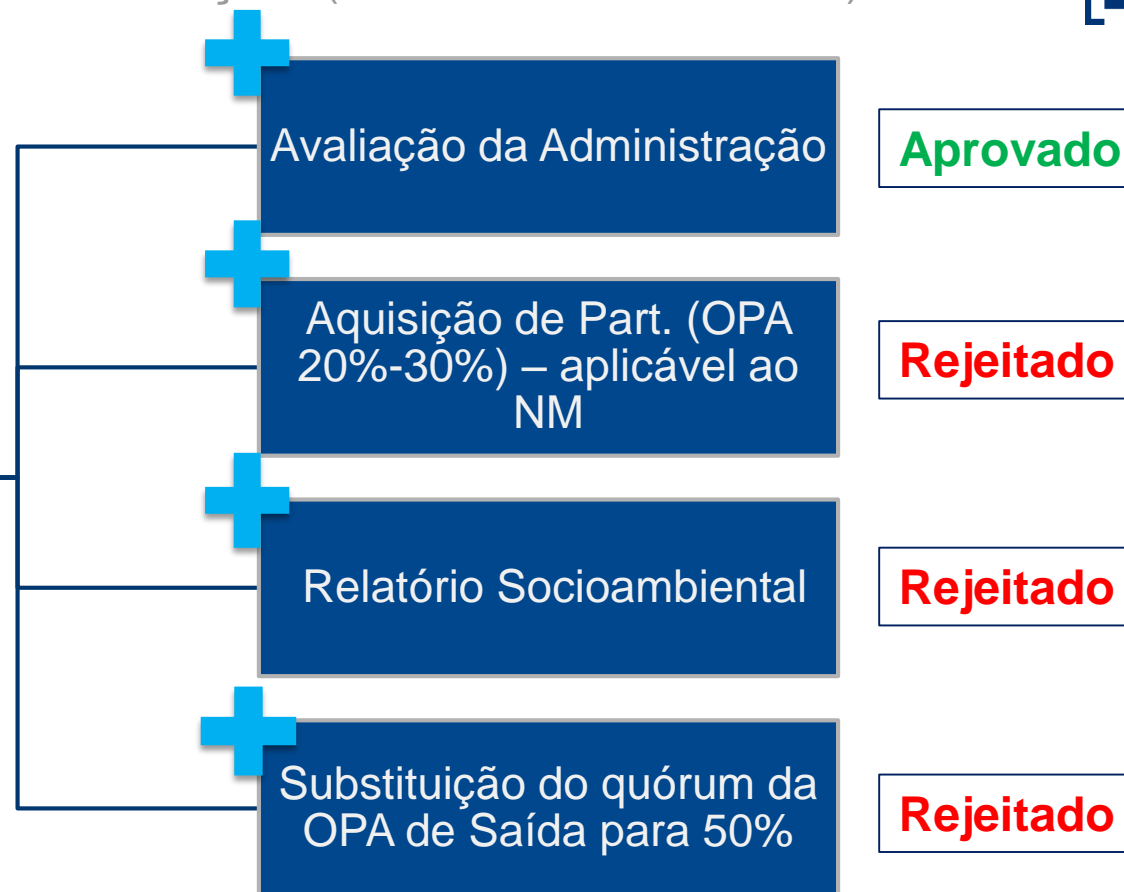 Avaliação da Administração
Aprovado
Aquisição de Part. (OPA
20%-30%) – aplicável ao
NM
Rejeitado
Relatório Socioambiental
Rejeitado
Substituição do quórum da
OPA de Saída para 50%
Rejeitado